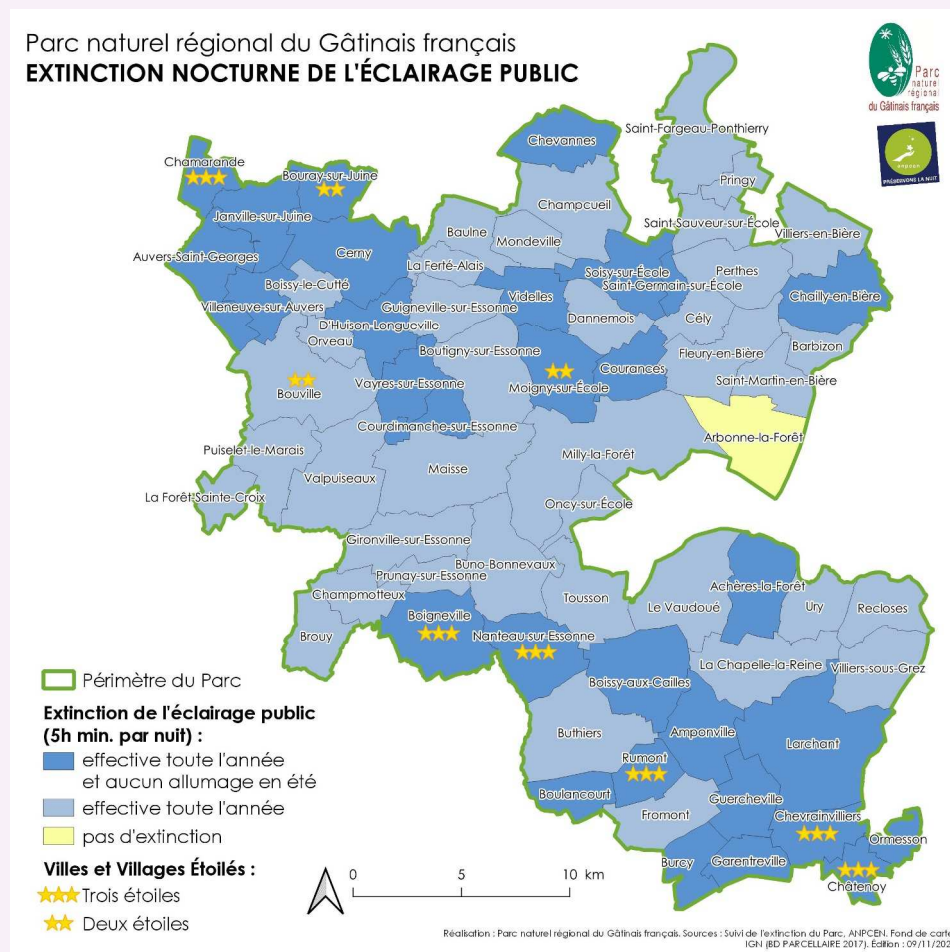 Parc naturel régional du Gâtinais français
EXTINCTION NOCTURNE DE L'ÉCLAIRAGE PUBLIC
Parc
naturel
régional
du Gâtinais français
anpcen
PRÉSERVONS LA NUIT
Saint-Fargeau-Ponthierry
Chevannes
Chamarande
Bouray-sur-Juine
Pringy
Champcueil
Janville-sur-Juine
Saint-Sauveur-sur-École
Baulne
Villiers-en-Bière
Mondeville
Auvers-Saint-Georges
Cerny
La Ferté-Alais
Soisy-sur-École
Perthes
Boissy-le-Cutté
Saint-Germain-sur-École
Chailly-en-Bière
Villeneuve-sur-Auvers
Guigneville-sur-Essonne
Videlles
Dannemois
Cély
D'Huison-Longueville
Orveau
Boutigny-sur-Essonne
Fleury-en-Bière
Barbizon
Courances
Bouville
Vayres-sur-Essonne
Moigny-sur-École
Saint-Martin-en-Bière
Courdimanche-sur-Essonne
Arbonne-la-Forêt
Puiselet-le-Marais
Valpuiseaux
Maisse
Milly-la-Forêt
La Forêt-Sainte-Croix
Oncy-sur-École
Gironville-sur-Essonne
Buno-Bonnevaux
Prunay-sur-Essonne
Achères-la-Forêt
Champmotteux
Tousson
Le Vaudoué
Ury
Recloses
Boigneville
Brouy
Nanteau-sur-Essonne
La Chapelle-la-Reine
Villiers-sous-Grez
Boissy-aux-Cailles
Buthiers
Amponville
Larchant
Rumont
Boulancourt
Guercheville
Fromont
Chevrainvilliers
Ormesson
Burcy
Garentreville
Châtenoy
Périmètre du Parc
Extinction de l'éclairage public
(5h min. par nuit) :
effective toute l'année
et aucun allumage en été
effective toute l'année
pas d'extinction
Villes et Villages Étoilés :
Trois étoiles
Deux étoiles
0 5 10 km
Réalisation : Parc naturel régional du Gâtinais français. Sources : Suivi de l'extinction du Parc, ANPCEN. Fond de carte
IGN (BD PARCELLAIRE 2017). Édition : 09/11/20